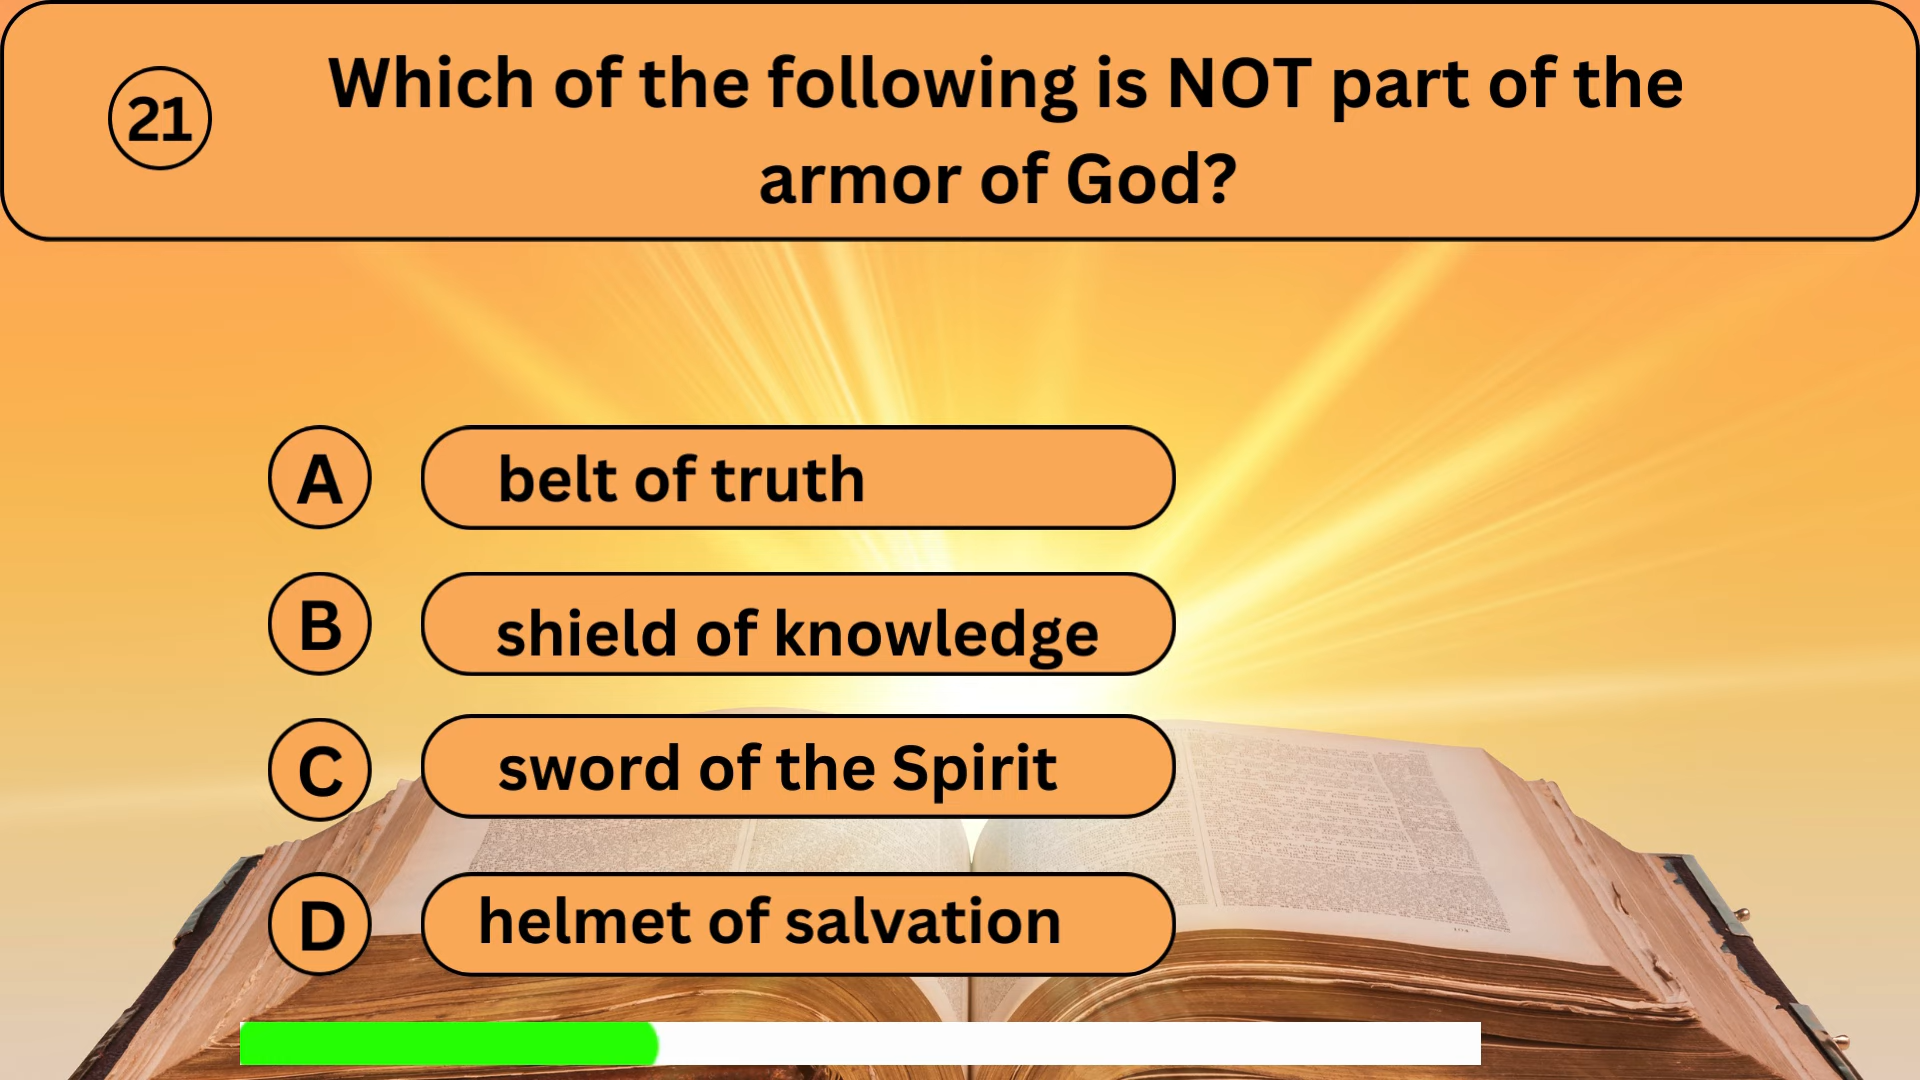 21
Which of the following is NOT part of the
armor of God?
A
belt of truth
B
shield of knowledge
C
sword of the Spirit
D
helmet of salvation